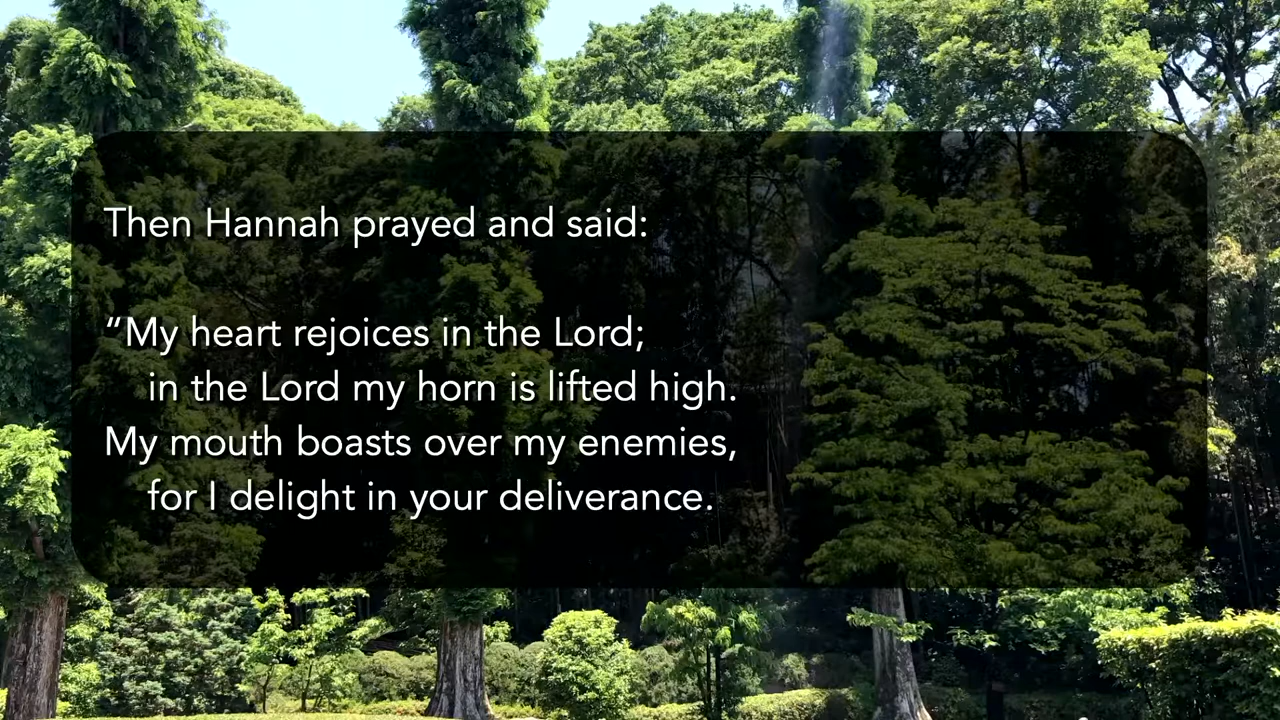 Then Hannah prayed and said:
“My heart rejoices in the Lord;
in the Lord my horn is lifted high.
My mouth boasts over my enemies,
for I delight in your deliverance.